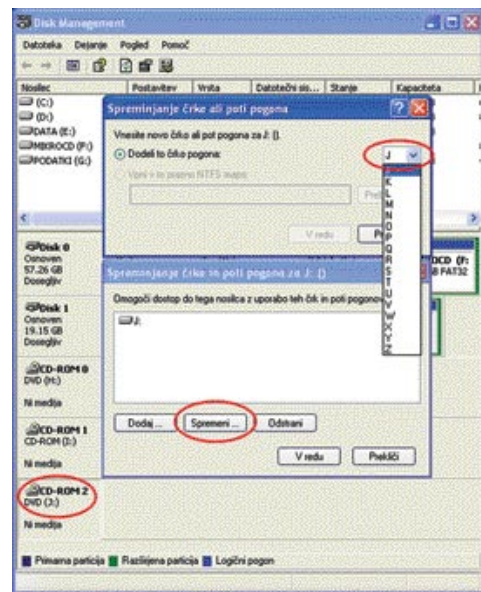 Disk Management
Datoteka Dejanje Pogled Pomoč
Nosilec Postavitev Vrsta Datotečni sis... Stanje Kapaciteta
(C:)
(D:)
DATA (E:)
MIKROCD (F:)
PODATKI (G:)
Spreminjanje črke ali poti pogona
Vnesite novo črko ali pot pogona za J: ().
Dodeli to črko pogona:
J
K
L
M
N
O
P
Q
R
S
T
U
V
W
X
Y
Z
V redu
Disk 0
Osnoven
57.26 GB
Dosegljiv
Spreminjanje črke in poti pogona za J: ()
Omogoči dostop do tega nosilca z uporabo teh črk in poti pogonov
J:
Dodaj ...
Spremeni ...
Odstrani
V redu
Prekliči
Disk 1
Osnoven
19.15 GB
Dosegljiv
CD-ROM 0
DVD (H:)
Ni medija
CD-ROM 1
CD-ROM (I:)
Ni medija
CD-ROM 2
DVD (J:)
Ni medija
Primarna particija Razširjena particija Logični pogon